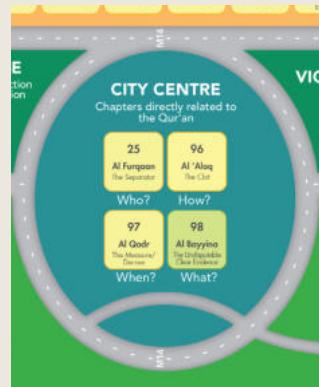 M14
CITY CENTRE
Chapters directly related to
the Qur'an
25
Al Furqaan
The Separator
Who?
96
Al 'Alaq
The Clot
How?
97
Al Qadr
The Measure/
Decree
When?
98
Al Bayyina
The Undisputable
Clear Evidence
What?
M14
E
ction
ion
VIC